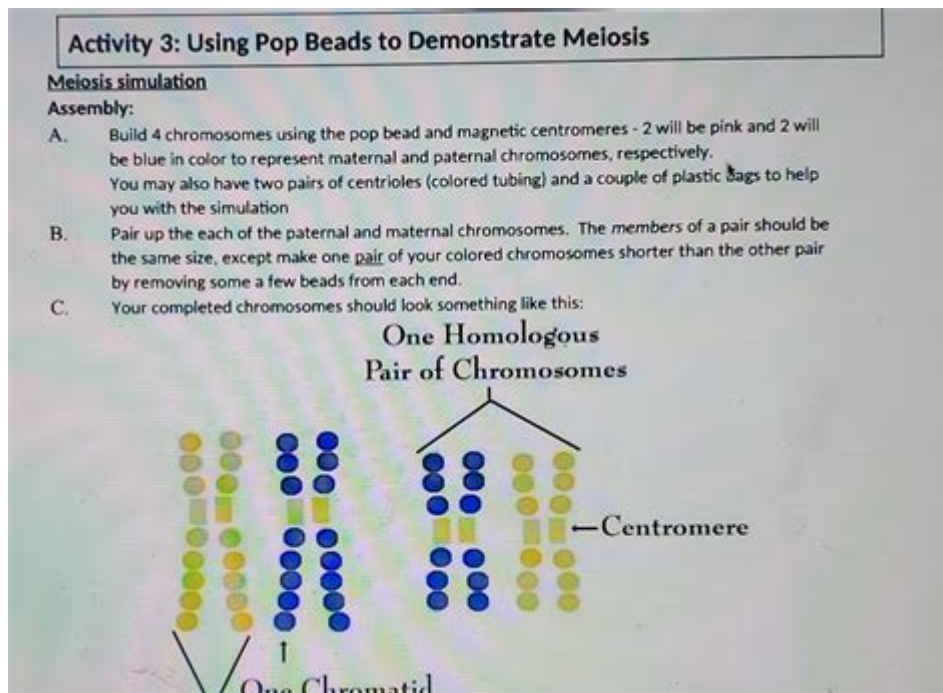 Activity 3: Using Pop Beads to Demonstrate Meiosis
Meiosis simulation
Assembly:
A. Build 4 chromosomes using the pop bead and magnetic centromeres - 2 will be pink and 2 will
be blue in color to represent maternal and paternal chromosomes, respectively.
You may also have two pairs of centrioles (colored tubing) and a couple of plastic bags to help
you with the simulation
B. Pair up the each of the paternal and maternal chromosomes. The members of a pair should be
the same size, except make one pair of your colored chromosomes shorter than the other pair
by removing some a few beads from each end.
C. Your completed chromosomes should look something like this:
One Homologous
Pair of Chromosomes
Centromere
One Chromatid